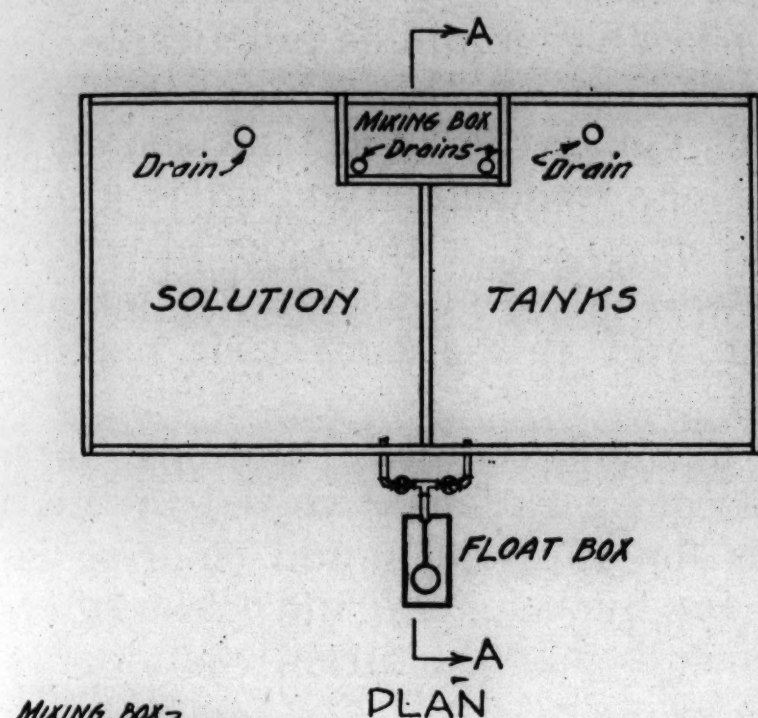 A
MIXING BOX
Drains
Drain
Drain
SOLUTION TANKS
FLOAT BOX
A
PLAN
MIXING BOX